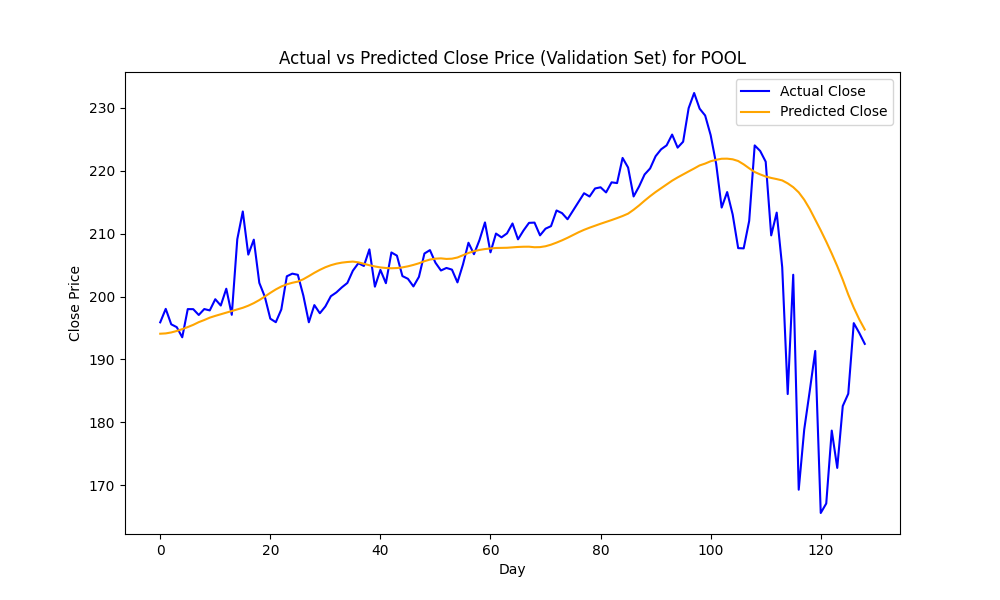 Actual vs Predicted Close Price (Validation Set) for POOL
Actual Close
Predicted Close
Close Price
230
220
210
200
190
180
170
0 20 40 60 80 100 120
Day